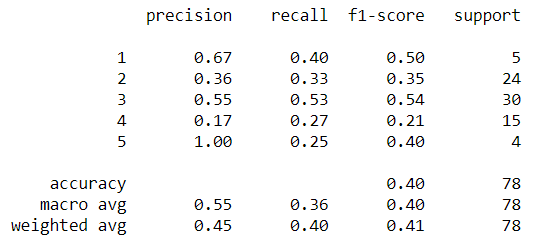 precision recall f1-score support
1 0.67 0.40 0.50 5
2 0.36 0.33 0.35 24
3 0.55 0.53 0.54 30
4 0.17 0.27 0.21 15
5 1.00 0.25 0.40 4
accuracy 0.40 78
macro avg 0.55 0.36 0.40 78
weighted avg 0.45 0.40 0.41 78